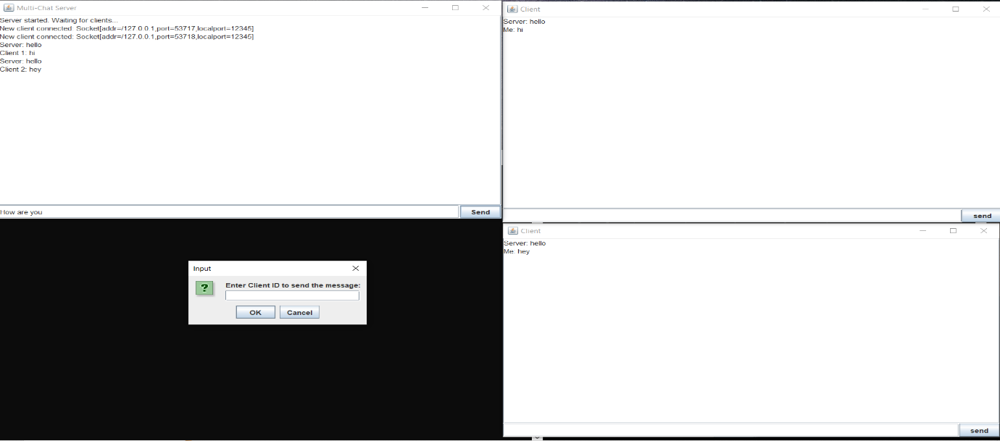 Multi-Chat Server
Server started. Waiting for clients...
New client connected: Socket[addr=/127.0.0.1,port=53717,localport=12345]
New client connected: Socket[addr=/127.0.0.1,port=53718,localport=12345]
Server: hello
Client 1: hi
Server: hello
Client 2: hey
How are you
Send
Client
Server: hello
Me: hi
send
Input
Enter Client ID to send the message:
OK
Cancel
Client
Server: hello
Me: hey
send